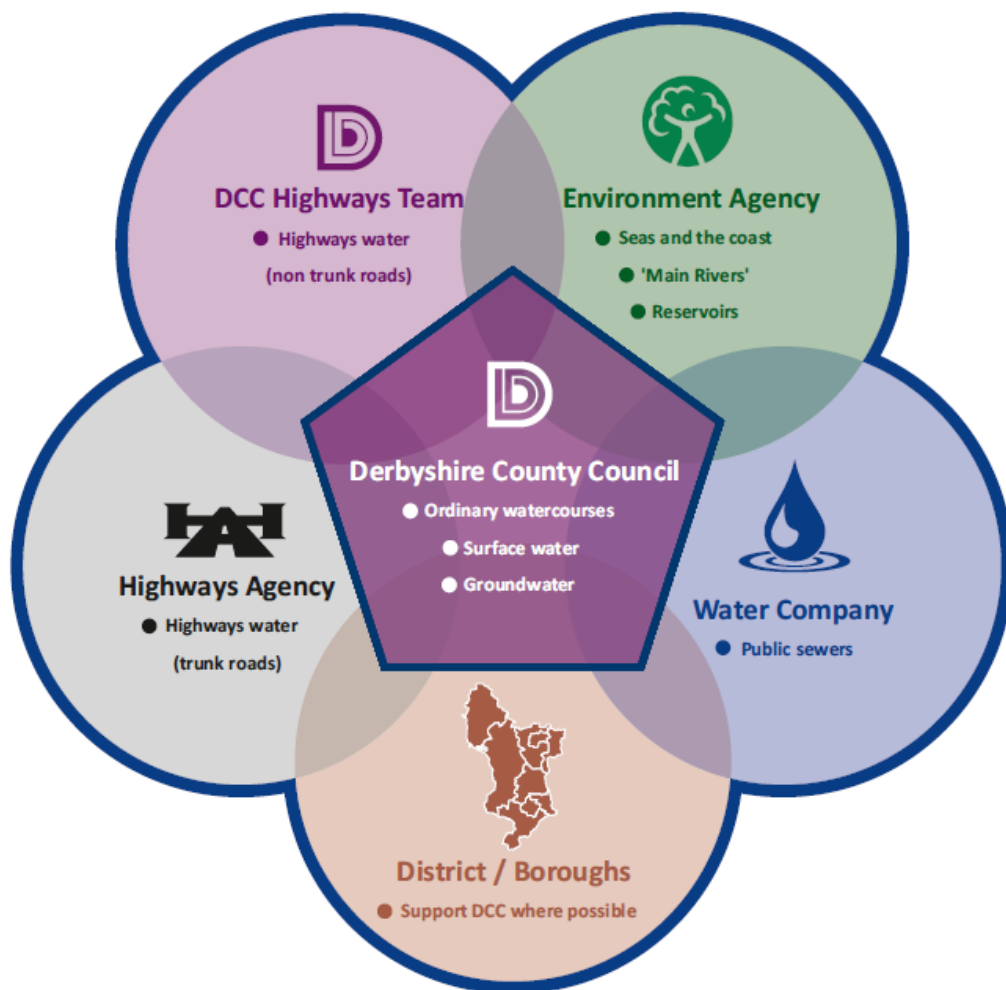 DCC Highways Team
● Highways water
(non trunk roads)
Environment Agency
● Seas and the coast
● 'Main Rivers'
● Reservoirs
Derbyshire County Council
● Ordinary watercourses
● Surface water
● Groundwater
Highways Agency
● Highways water
(trunk roads)
Water Company
● Public sewers
District / Boroughs
● Support DCC where possible